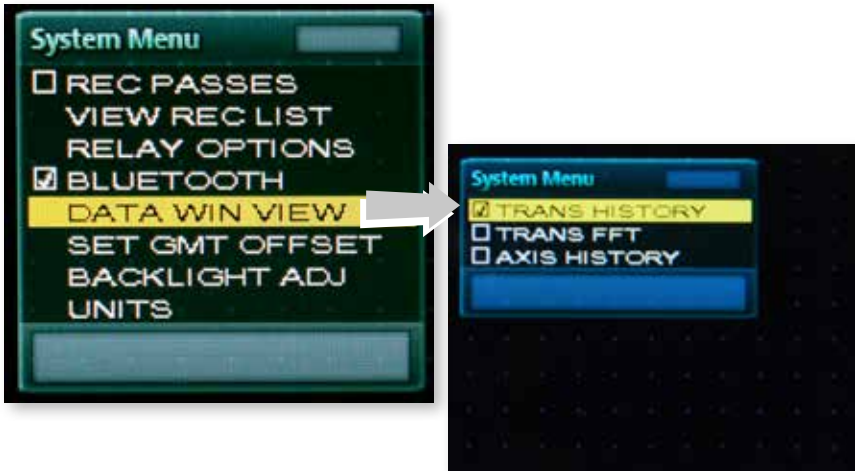 System Menu
☐ REC PASSES
VIEW REC LIST
RELAY OPTIONS
☑ BLUETOOTH
DATA WIN VIEW
SET GMT OFFSET
BACKLIGHT ADJ
UNITS
System Menu
☑ TRANS HISTORY
☐ TRANS FFT
☐ AXIS HISTORY